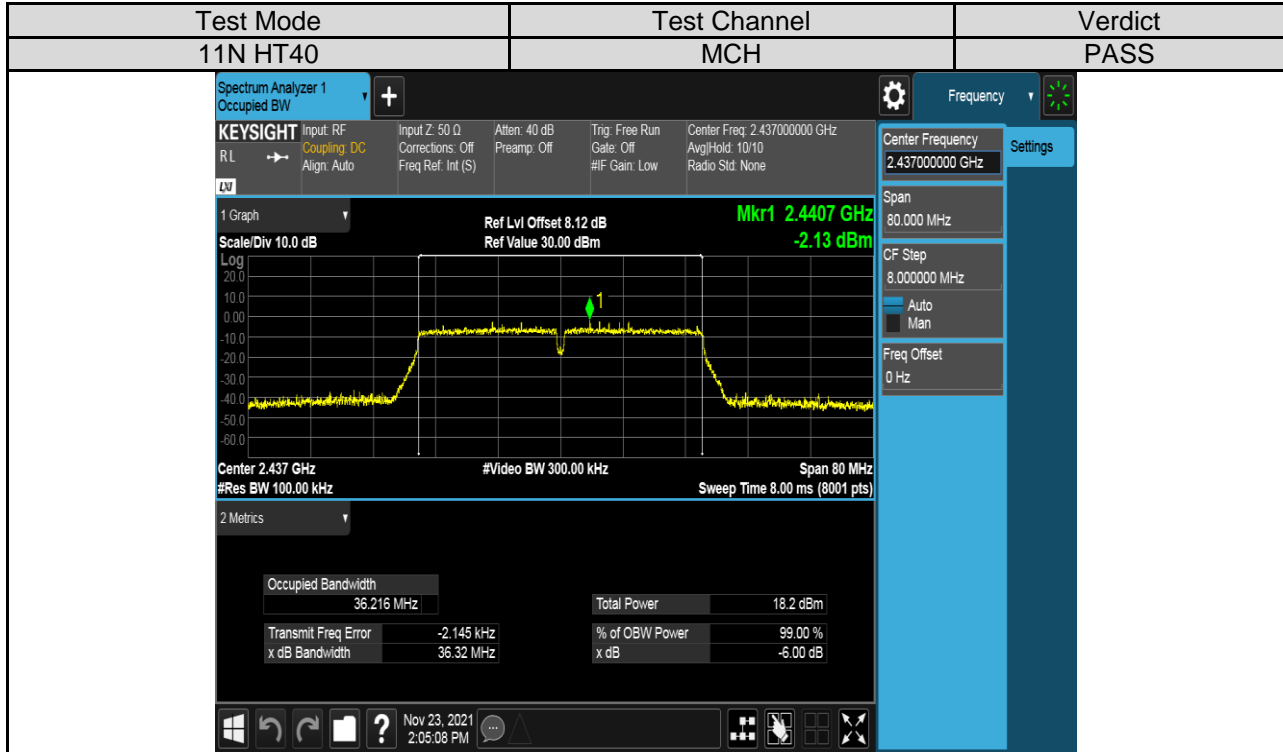 Test Mode Test Channel Verdict
11N HT40 MCH PASS
Spectrum Analyzer 1
Occupied BW
+
Frequency
KEYSIGHT Input: RF Input Z: 50 Ω Atten: 40 dB Trig: Free Run Center Freq: 2.437000000 GHz
RL Coupling: DC Corrections: Off Preamp: Off Gate: Off Avg|Hold: 10/10
Align: Auto Freq Ref: Int (S) #IF Gain: Low Radio Std: None
LXI
Center Frequency
2.437000000 GHz
Settings
Span
80.000 MHz
CF Step
8.000000 MHz
Auto
Man
Freq Offset
0 Hz
1 Graph Ref Lvl Offset 8.12 dB Mkr1 2.4407 GHz
Scale/Div 10.0 dB Ref Value 30.00 dBm -2.13 dBm
Log
20.0
10.0
1
0.00
-10.0
-20.0
-30.0
-40.0
-50.0
-60.0
Center 2.437 GHz #Video BW 300.00 kHz Span 80 MHz
#Res BW 100.00 kHz Sweep Time 8.00 ms (8001 pts)
2 Metrics
Occupied Bandwidth
36.216 MHz Total Power 18.2 dBm
Transmit Freq Error -2.145 kHz % of OBW Power 99.00 %
x dB Bandwidth 36.32 MHz x dB -6.00 dB
? Nov 23, 2021
2:05:08 PM